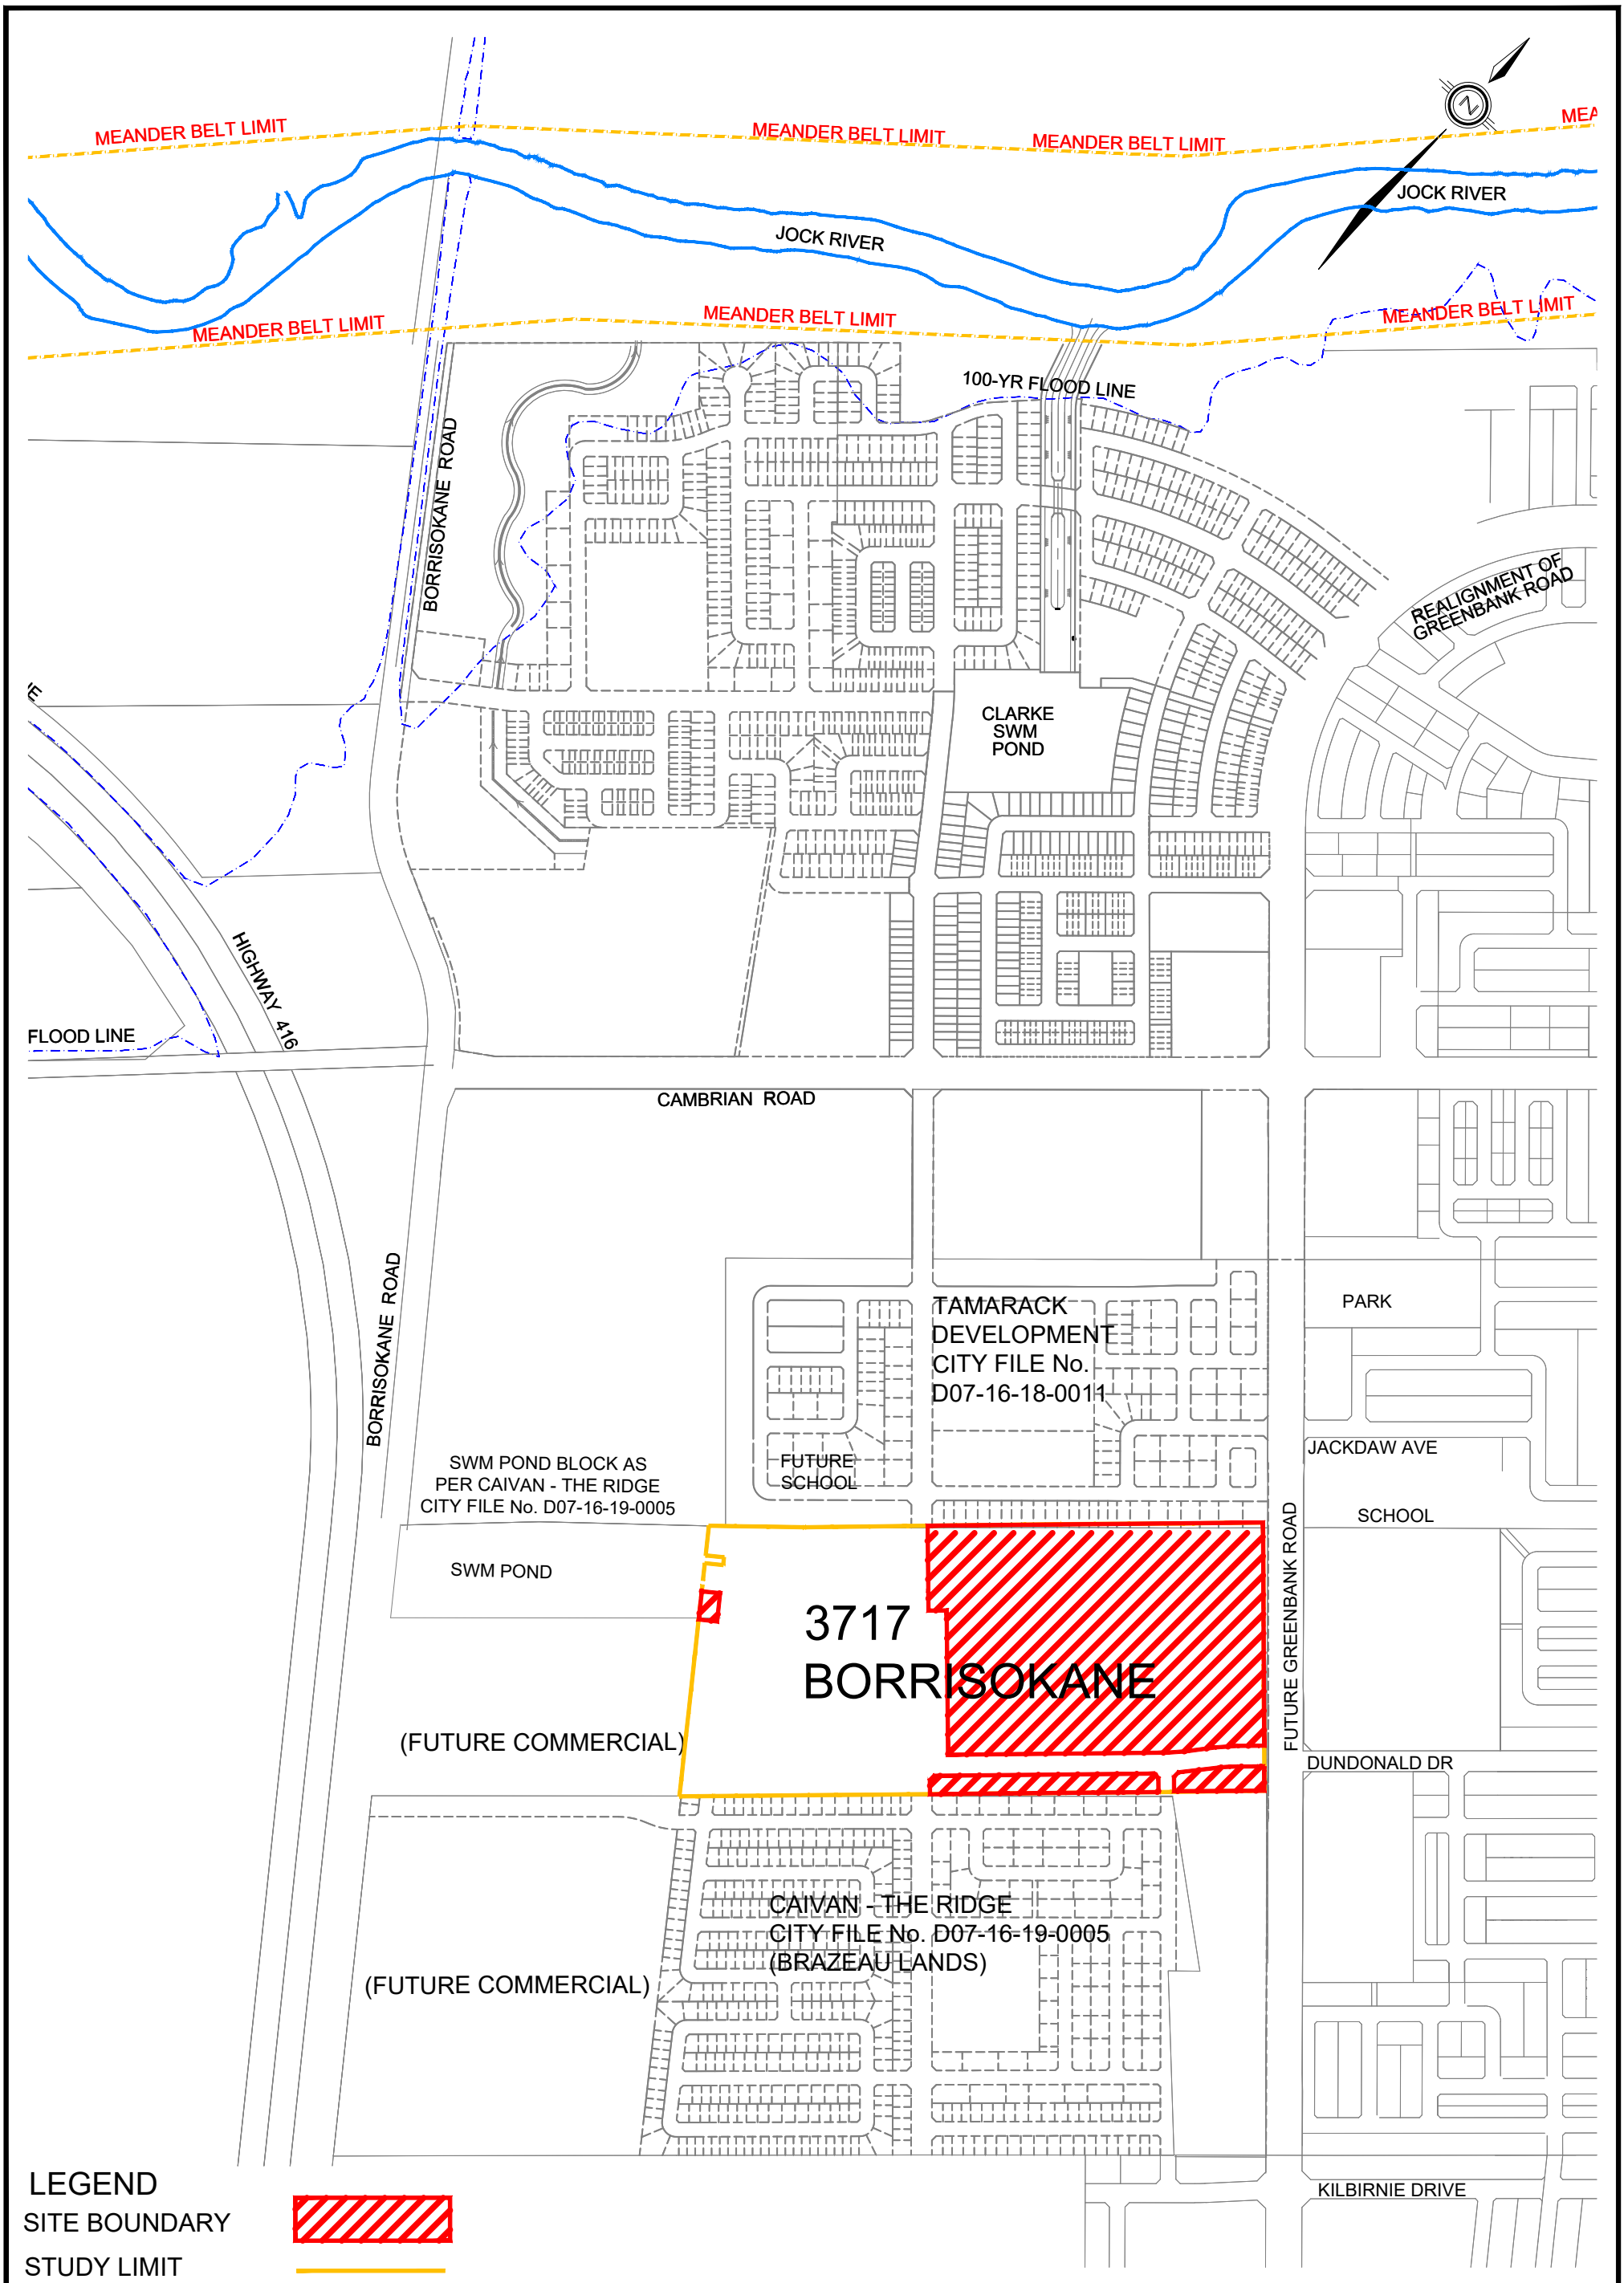 MEANDER BELT LIMIT
MEANDER BELT LIMIT
MEANDER BELT LIMIT
MEA
N
JOCK RIVER
JOCK RIVER
MEANDER BELT LIMIT
MEANDER BELT LIMIT
MEANDER BELT LIMIT
100-YR FLOOD LINE
BORRISOKANE ROAD
REALIGNMENT OF
GREENBANK ROAD
CLARKE
SWM
POND
HIGHWAY 416
FLOOD LINE
CAMBRIAN ROAD
BORRISOKANE ROAD
TAMARACK
DEVELOPMENT
CITY FILE No.
D07-16-18-0011
PARK
JACKDAW AVE
FUTURE
SCHOOL
SWM POND BLOCK AS
PER CAIVAN - THE RIDGE
CITY FILE No. D07-16-19-0005
SCHOOL
SWM POND
3717
BORRISOKANE
FUTURE GREENBANK ROAD
(FUTURE COMMERCIAL)
DUNDONALD DR
CAIVAN - THE RIDGE
CITY FILE No. D07-16-19-0005
(BRAZEAU LANDS)
(FUTURE COMMERCIAL)
KILBIRNIE DRIVE
LEGEND
SITE BOUNDARY
STUDY LIMIT